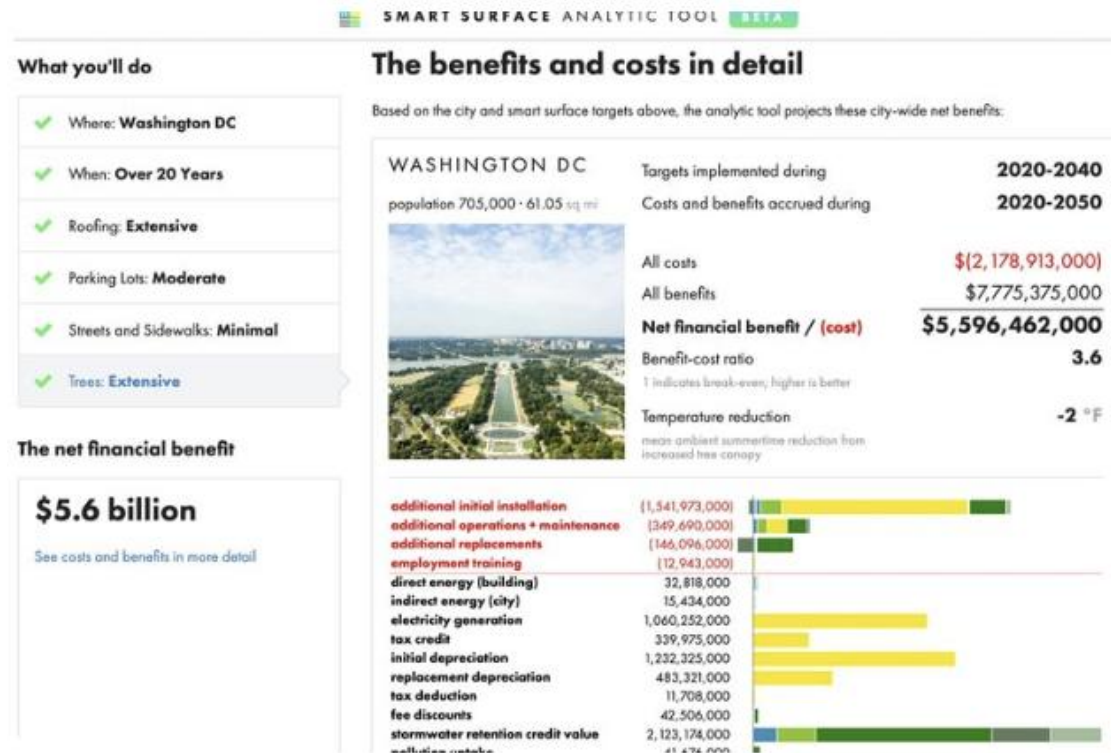 SMART SURFACE ANALYTIC TOOL BETA
What you'll do
Where: Washington DC
When: Over 20 Years
Roofing: Extensive
Parking Lots: Moderate
Streets and Sidewalks: Minimal
Trees: Extensive
The net financial benefit
$5.6 billion
See costs and benefits in more detail
The benefits and costs in detail
Based on the city and smart surface targets above, the analytic tool projects these city-wide net benefits:
WASHINGTON DC
population 705,000 · 61.05 sq mi
Targets implemented during 2020-2040
Costs and benefits accrued during 2020-2050
All costs $(2,178,913,000)
All benefits $7,775,375,000
Net financial benefit / (cost) $5,596,462,000
Benefit-cost ratio 3.6
1 indicates break-even, higher is better
Temperature reduction -2 °F
mean ambient summertime reduction from
increased tree canopy
additional initial installation (1,541,973,000)
additional operations + maintenance (349,690,000)
additional replacements (146,096,000)
employment training (12,943,000)
direct energy (building) 32,818,000
indirect energy (city) 15,434,000
electricity generation 1,060,252,000
tax credit 339,975,000
initial depreciation 1,232,325,000
replacement depreciation 483,321,000
tax deduction 11,708,000
fee discounts 42,506,000
stormwater retention credit value 2,123,174,000
pollution uptake 41,676,000